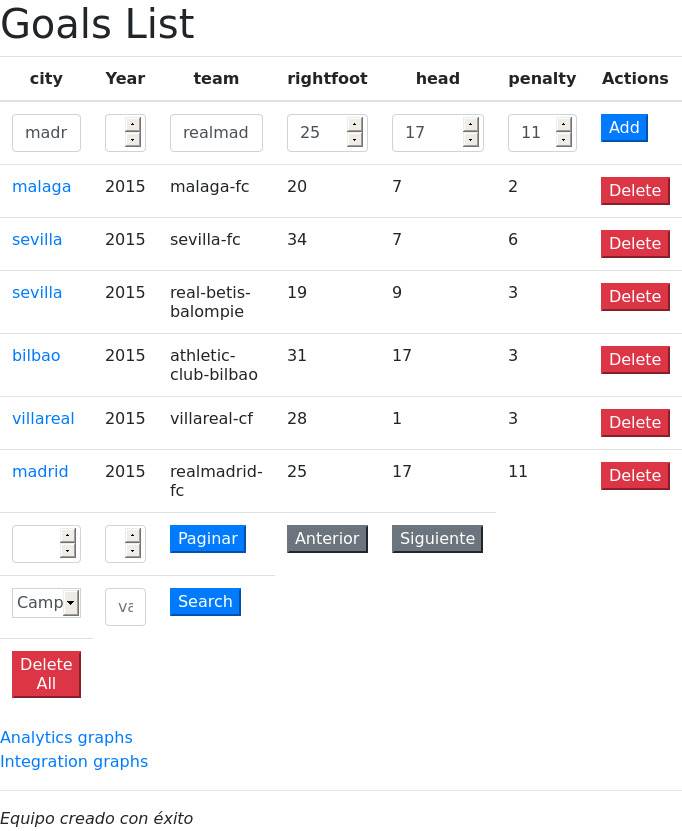 Goals List
city Year team rightfoot head penalty Actions
madr realmad 25 17 11 Add
malaga 2015 malaga-fc 20 7 2 Delete
sevilla 2015 sevilla-fc 34 7 6 Delete
sevilla 2015 real-betis- 19 9 3 Delete
balompie
bilbao 2015 athletic- 31 17 3 Delete
club-bilbao
villareal 2015 villareal-cf 28 1 3 Delete
madrid 2015 realmadrid- 25 17 11 Delete
fc
Paginar Anterior Siguiente
Camp va Search
Delete
All
Analytics graphs
Integration graphs
Equipo creado con éxito